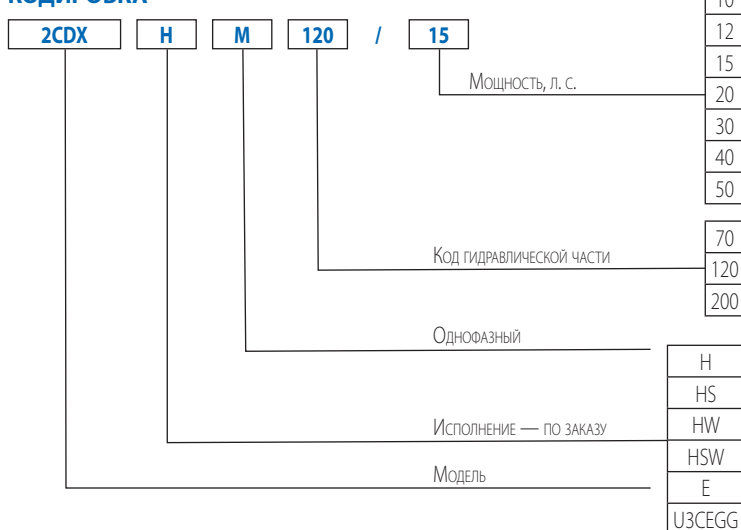 КОДИРОВКА
2CDX H M 120 / 15
10
12
15
20
30
40
50
Мощность, л. с.
70
120
200
Код гидравлической части
Однофазный
H
HS
HW
HSW
E
U3CEGG
Исполнение — по заказу
Модель